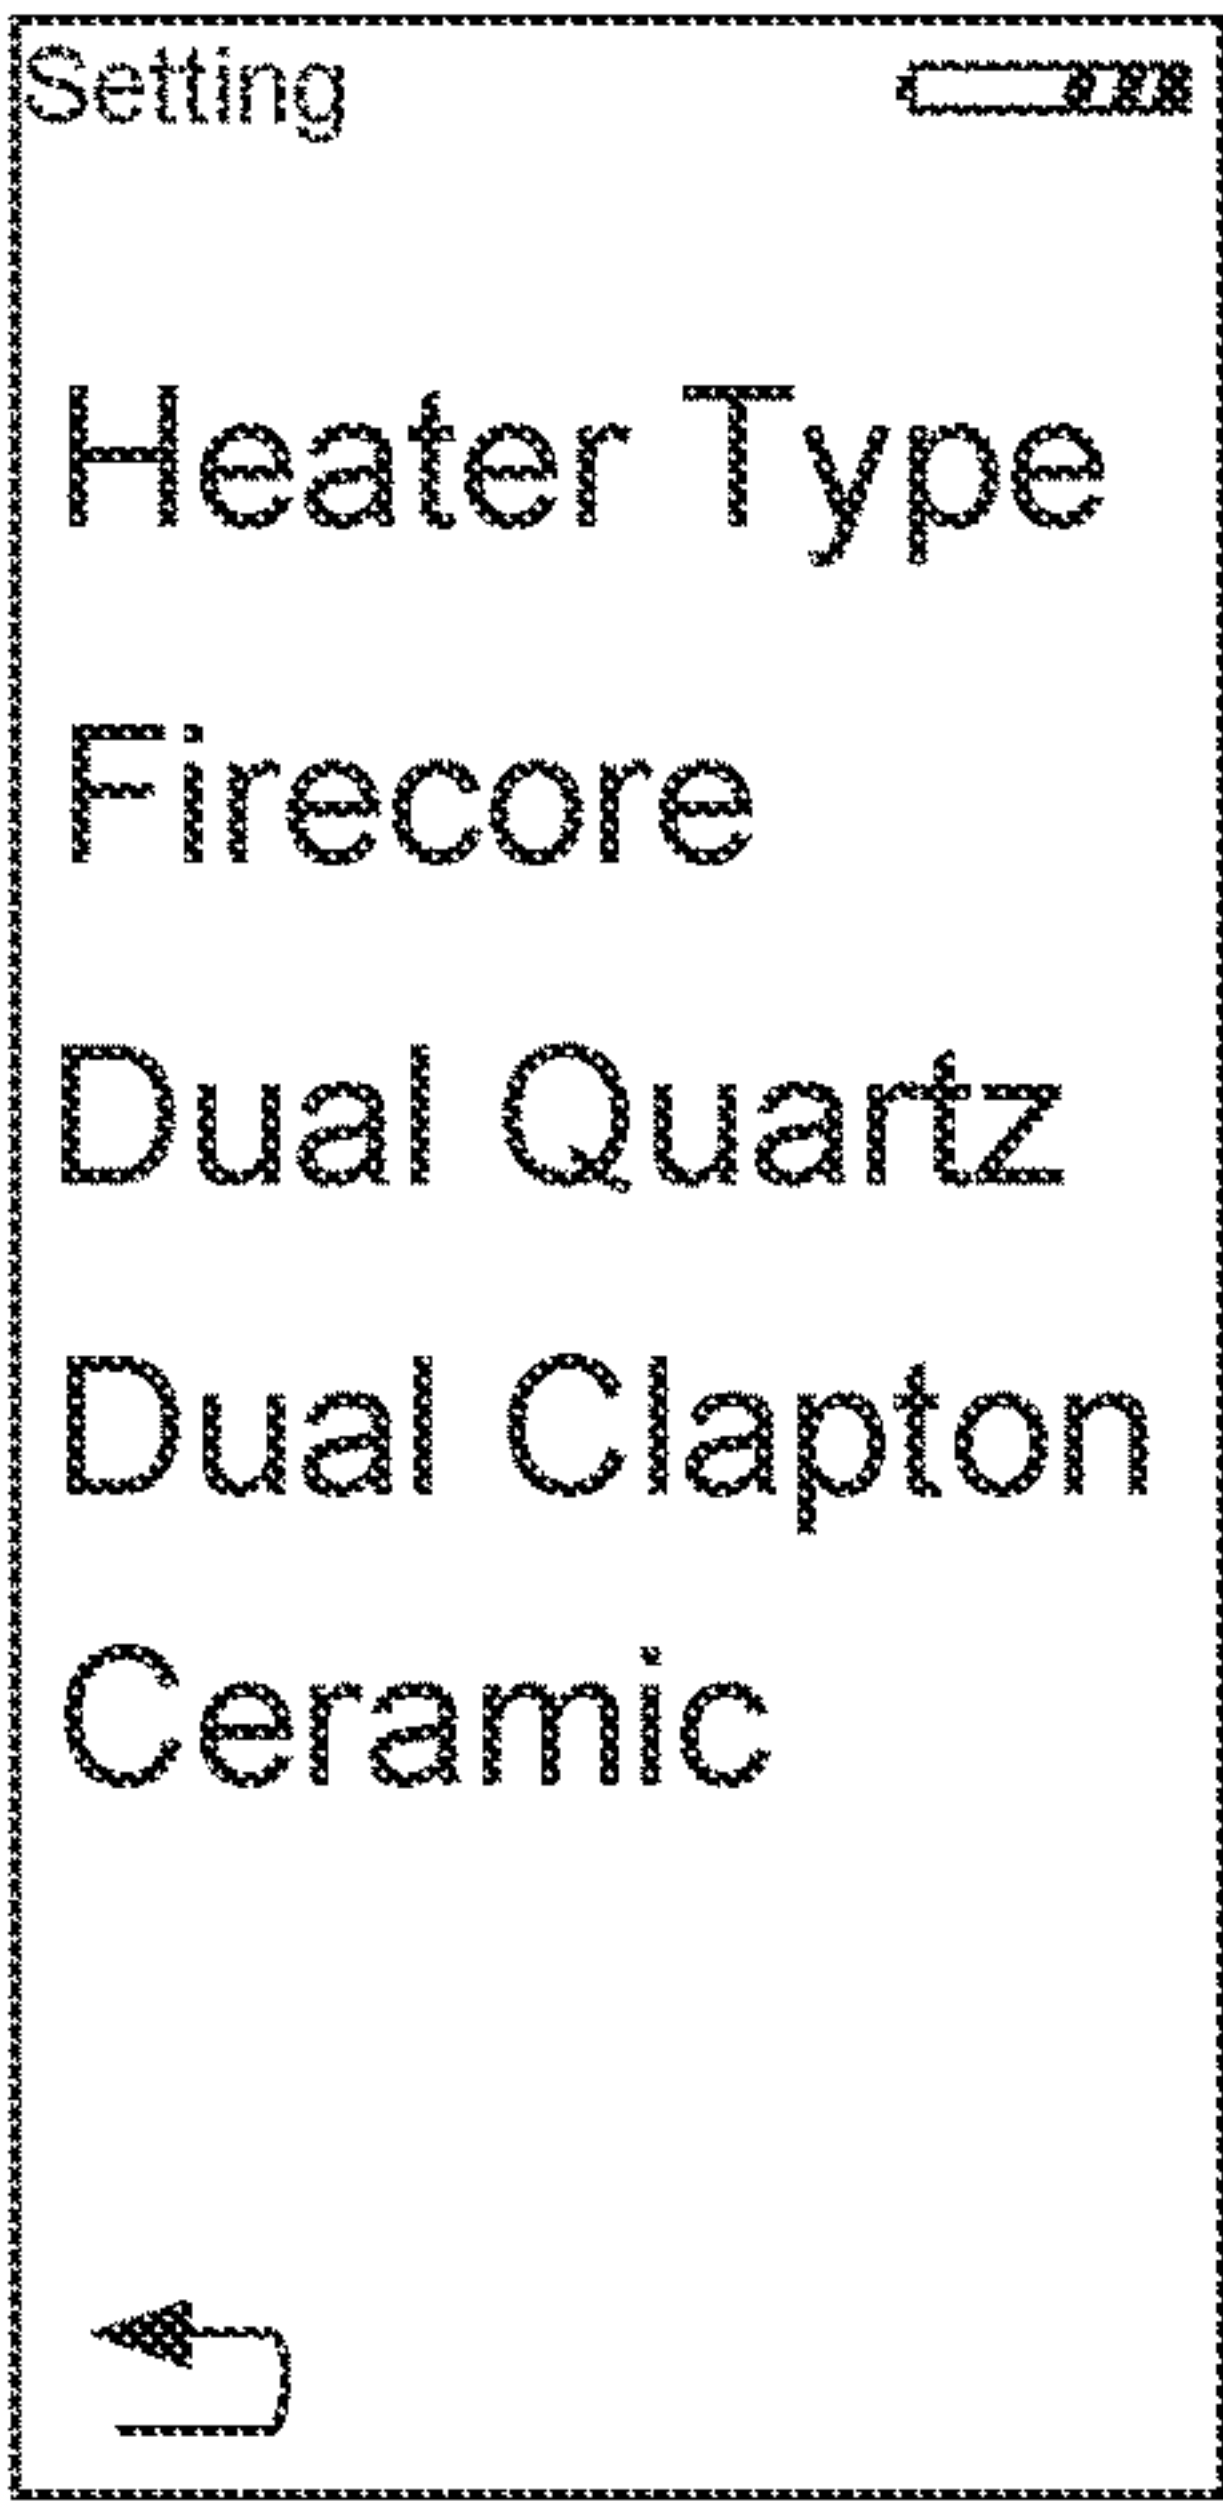 Setting
Heater Type
Firecore
Dual Quartz
Dual Clapton
Ceramic